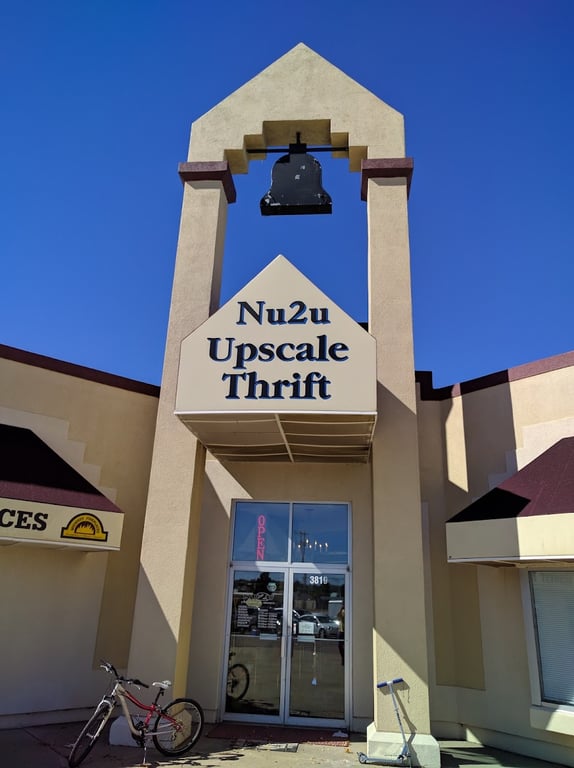 Nu2u
Upscale
Thrift
CES
OPEN
3810